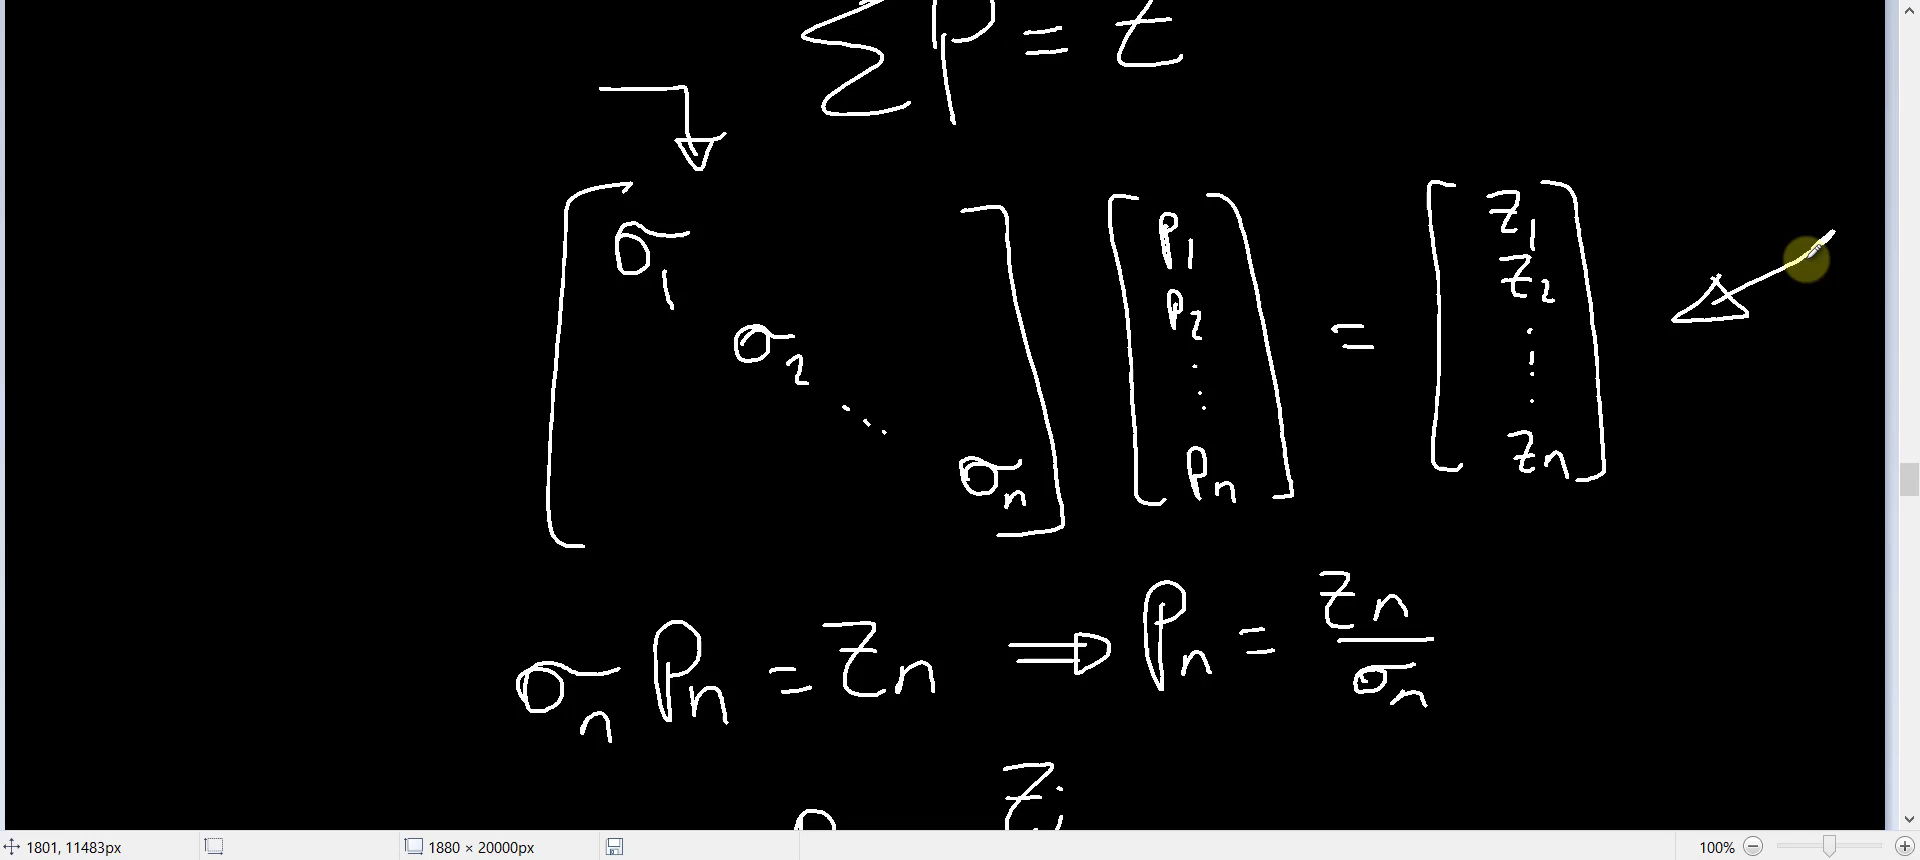 Σ P = Z
σ₁ P₁ Z₁
σ₂ P₂ = Z₂
⋱ ⋮ ⋮
σₙ Pₙ Zₙ
σₙ Pₙ = Zₙ ⟹ Pₙ = Zₙ / σₙ
Zᵢ
1801, 11483px 1880 × 20000px 100%